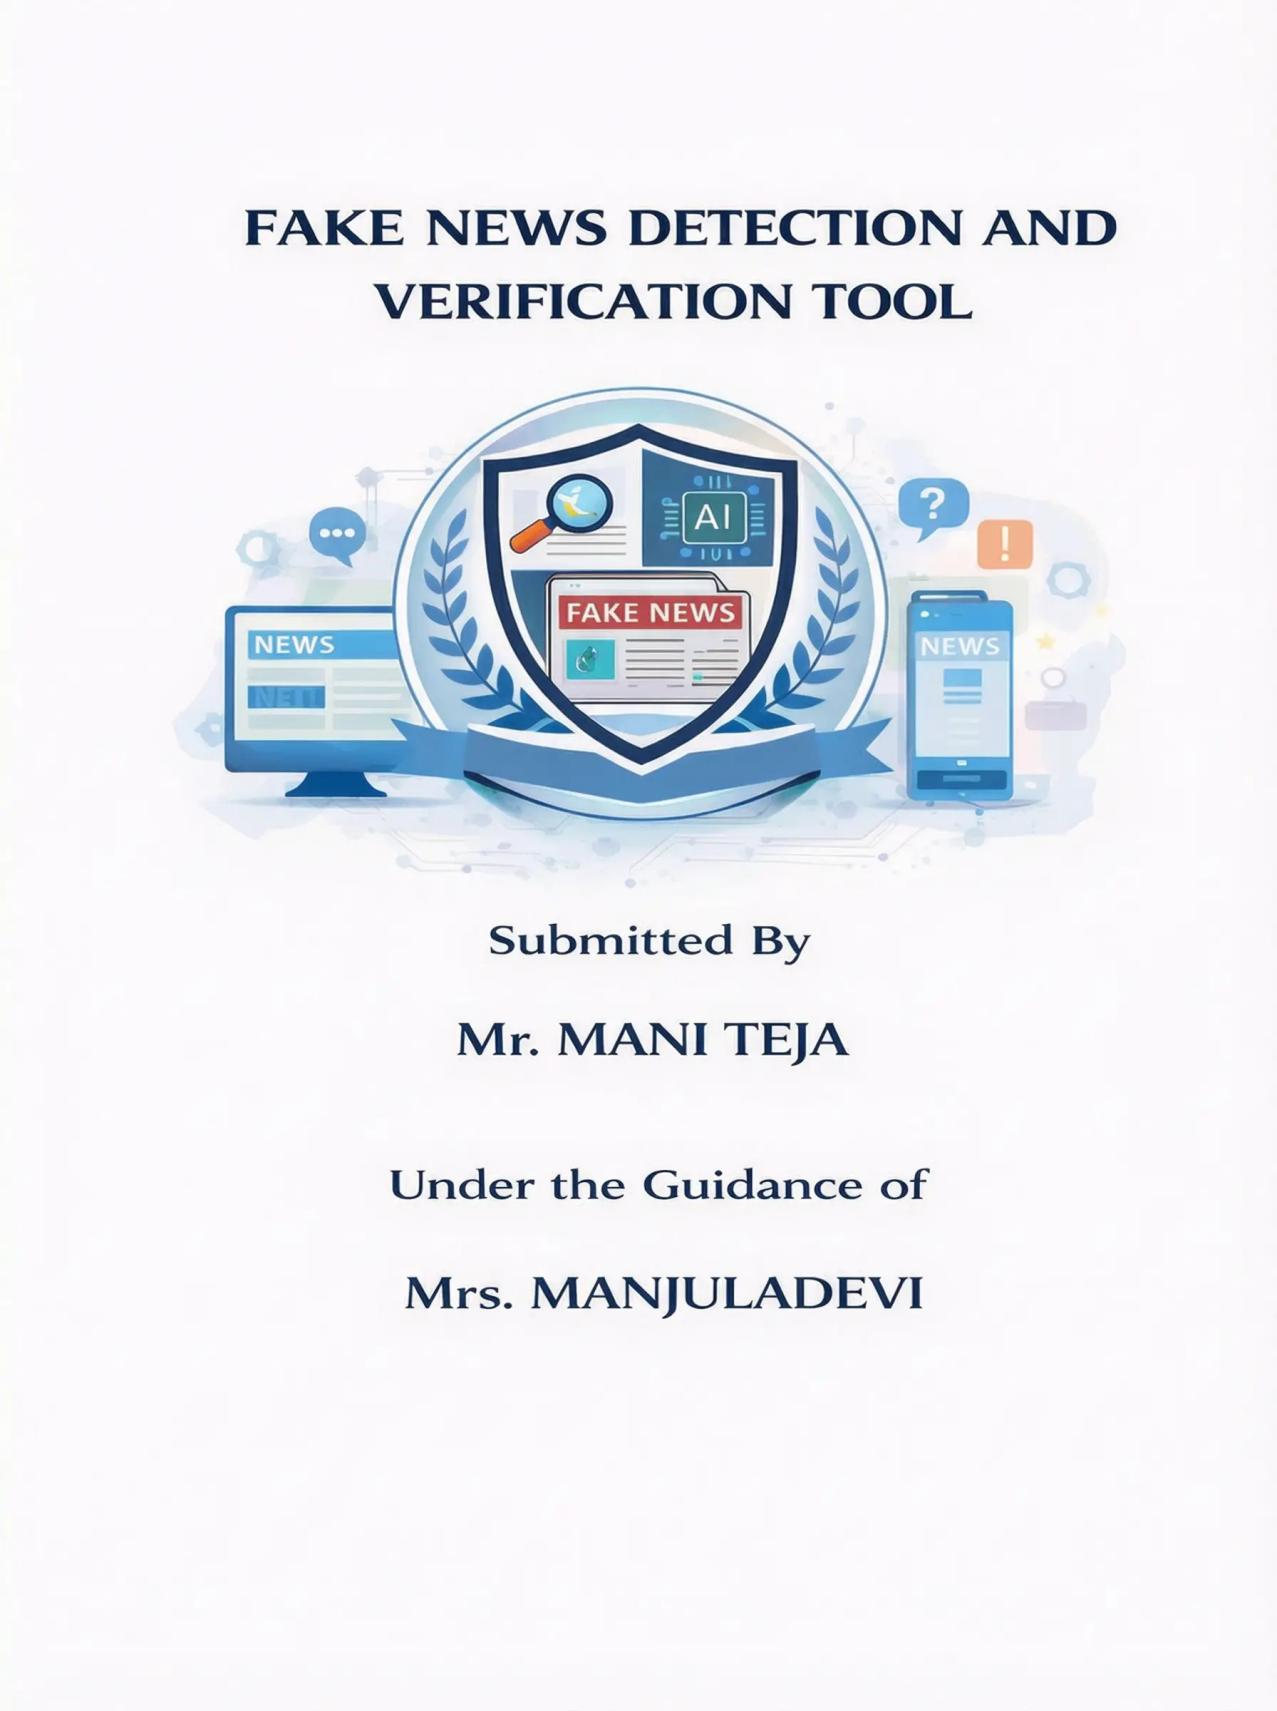 FAKE NEWS DETECTION AND
VERIFICATION TOOL
AI
?
!
FAKE NEWS
NEWS
NEWS
Submitted By
Mr. MANI TEJA
Under the Guidance of
Mrs. MANJULADEVI